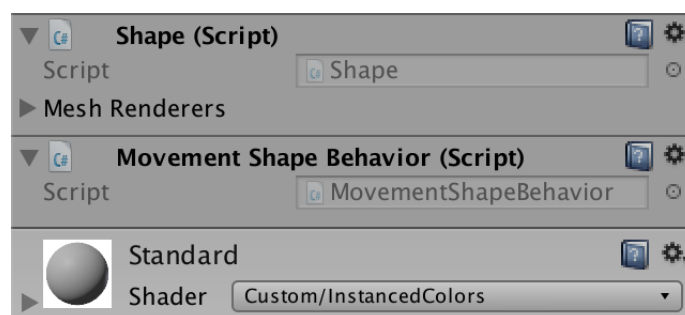 Shape (Script)
Script Shape
Mesh Renderers
Movement Shape Behavior (Script)
Script MovementShapeBehavior
Standard
Shader Custom/InstancedColors